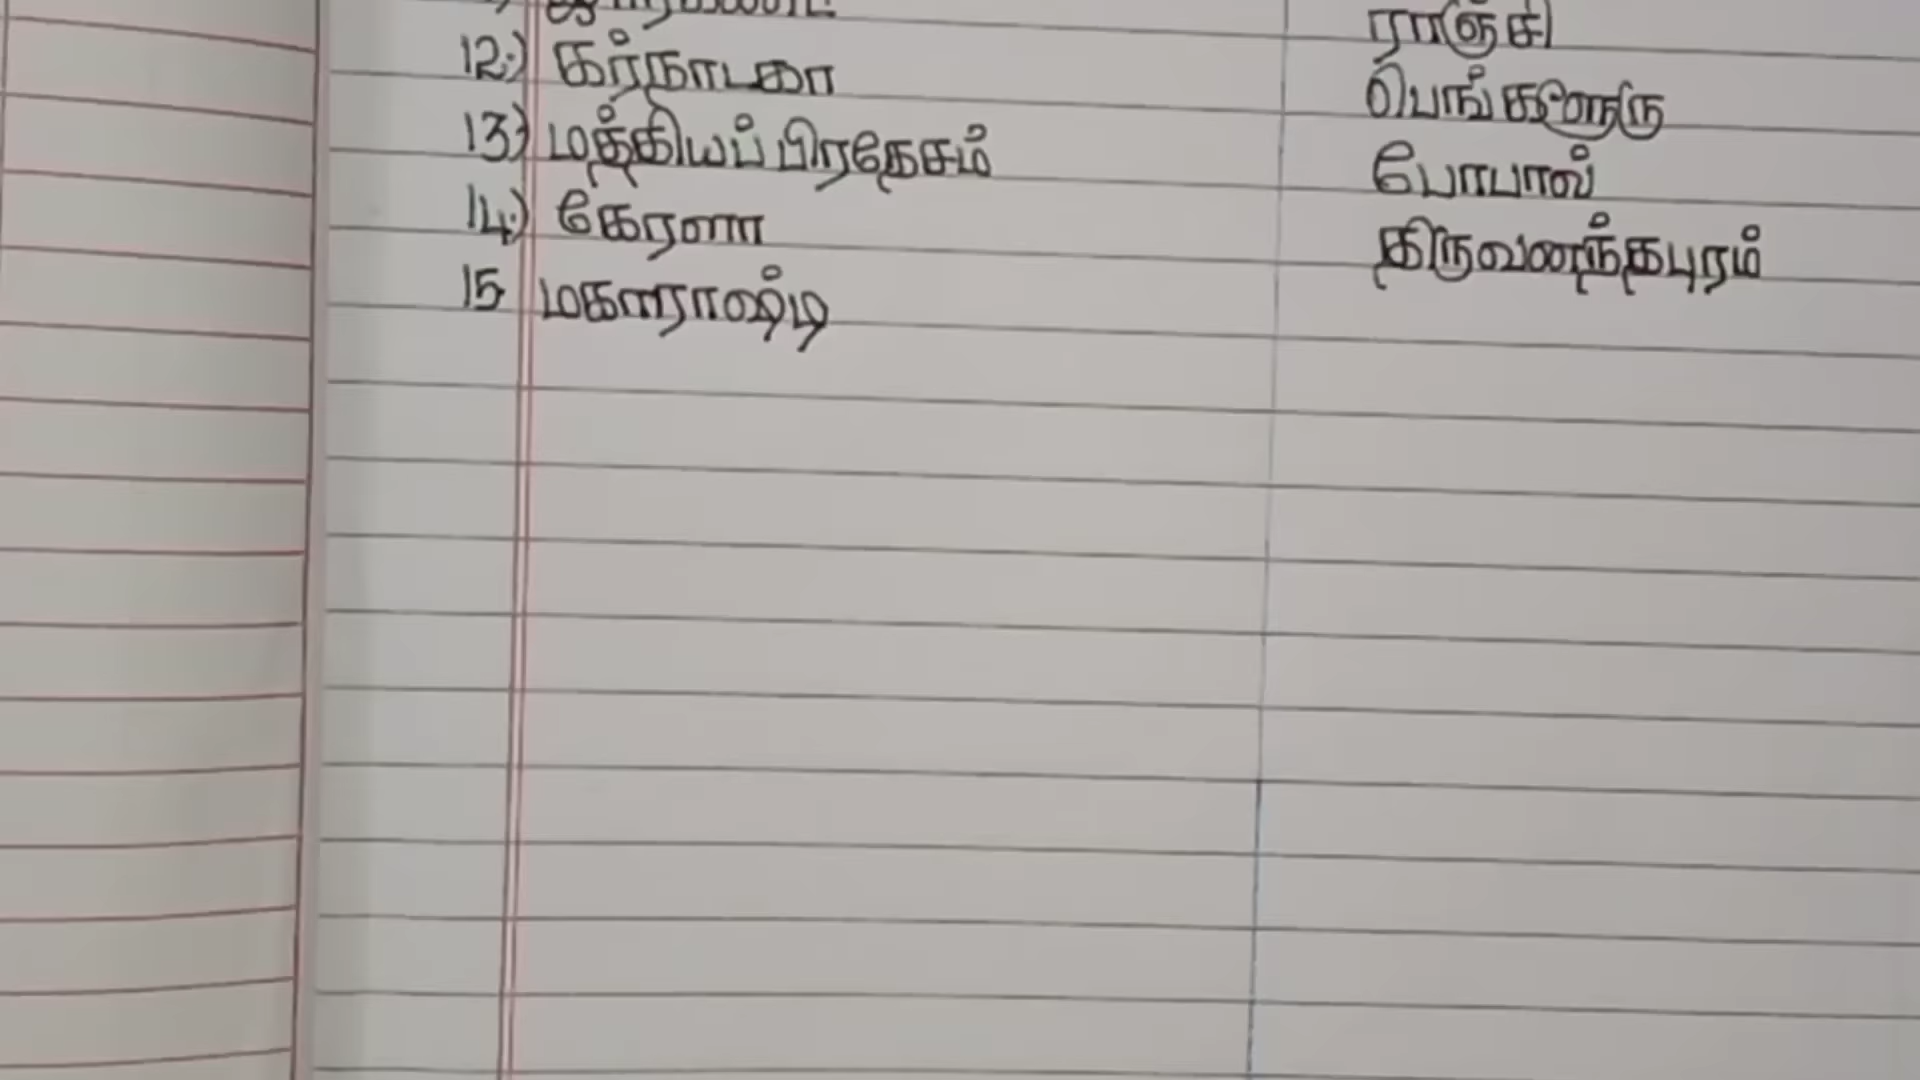 ராஞ்சி
12.) கர்நாடகா பெங்களூரு
13) மத்தியப் பிரதேசம் போபால்
14.) கேரளா திருவனந்தபுரம்
15 மகாராஷ்டி